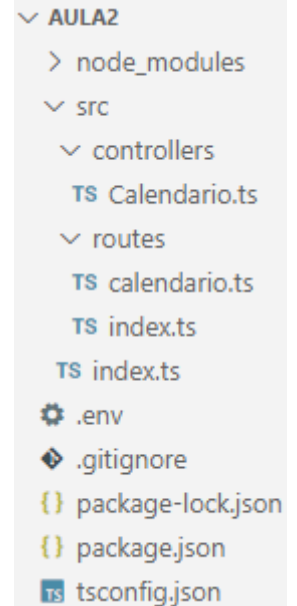 AULA2
node_modules
src
controllers
TS Calendario.ts
routes
TS calendario.ts
TS index.ts
TS index.ts
.env
.gitignore
{} package-lock.json
{} package.json
TS tsconfig.json